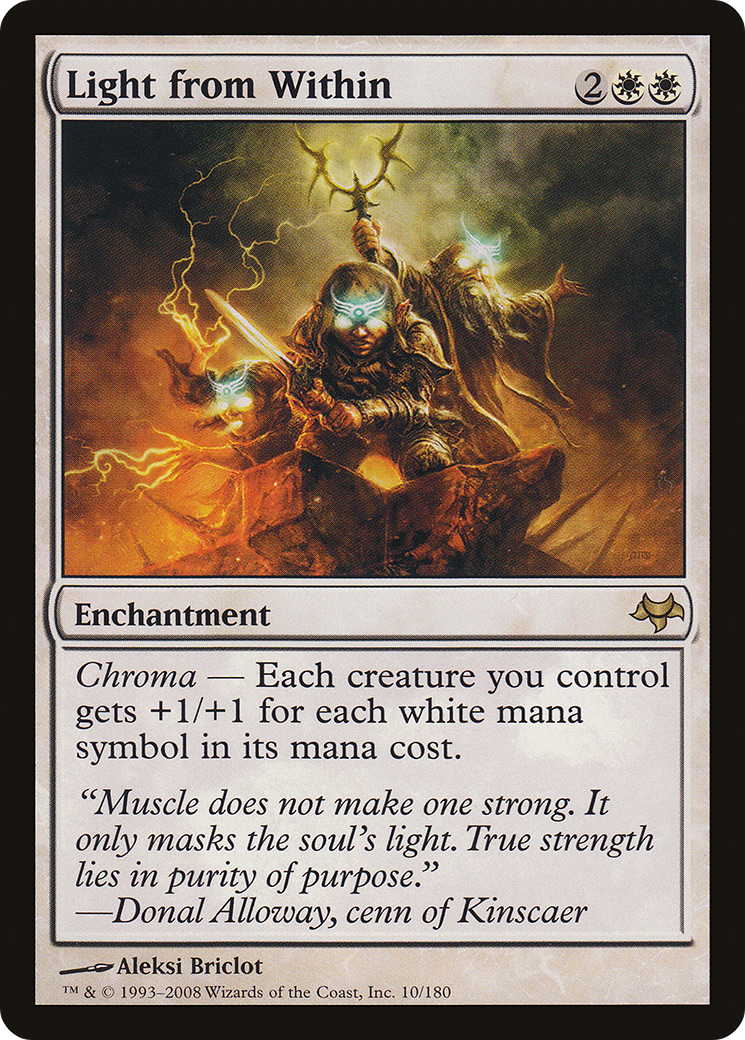 Light from Within 2
Enchantment
Chroma — Each creature you control
gets +1/+1 for each white mana
symbol in its mana cost.
“Muscle does not make one strong. It
only masks the soul’s light. True strength
lies in purity of purpose.”
—Donal Alloway, cenn of Kinscaer
Aleksi Briclot
™ & © 1993–2008 Wizards of the Coast, Inc. 10/180